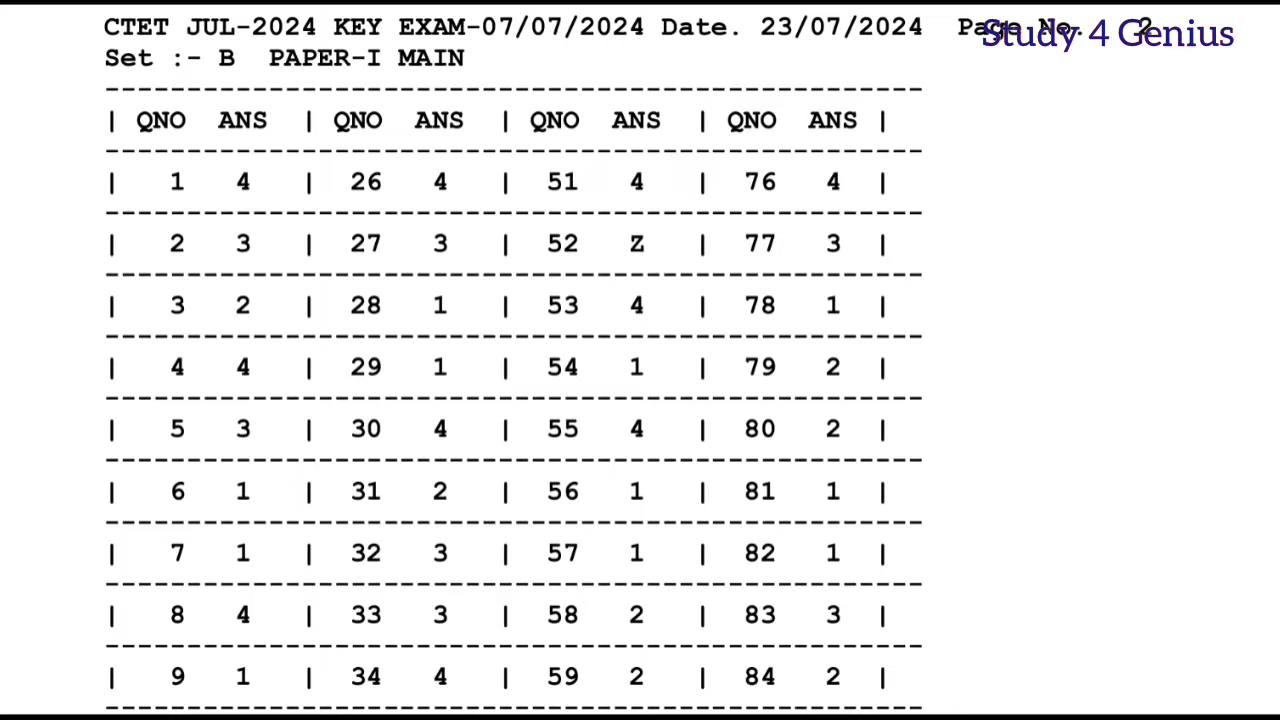 CTET JUL-2024 KEY EXAM-07/07/2024 Date. 23/07/2024 Page No. 2
Study 4 Genius
Set :- B PAPER-I MAIN
-------------------------------------------------
| QNO ANS | QNO ANS | QNO ANS | QNO ANS |
-------------------------------------------------
| 1 4 | 26 4 | 51 4 | 76 4 |
-------------------------------------------------
| 2 3 | 27 3 | 52 Z | 77 3 |
-------------------------------------------------
| 3 2 | 28 1 | 53 4 | 78 1 |
-------------------------------------------------
| 4 4 | 29 1 | 54 1 | 79 2 |
-------------------------------------------------
| 5 3 | 30 4 | 55 4 | 80 2 |
-------------------------------------------------
| 6 1 | 31 2 | 56 1 | 81 1 |
-------------------------------------------------
| 7 1 | 32 3 | 57 1 | 82 1 |
-------------------------------------------------
| 8 4 | 33 3 | 58 2 | 83 3 |
-------------------------------------------------
| 9 1 | 34 4 | 59 2 | 84 2 |
-------------------------------------------------